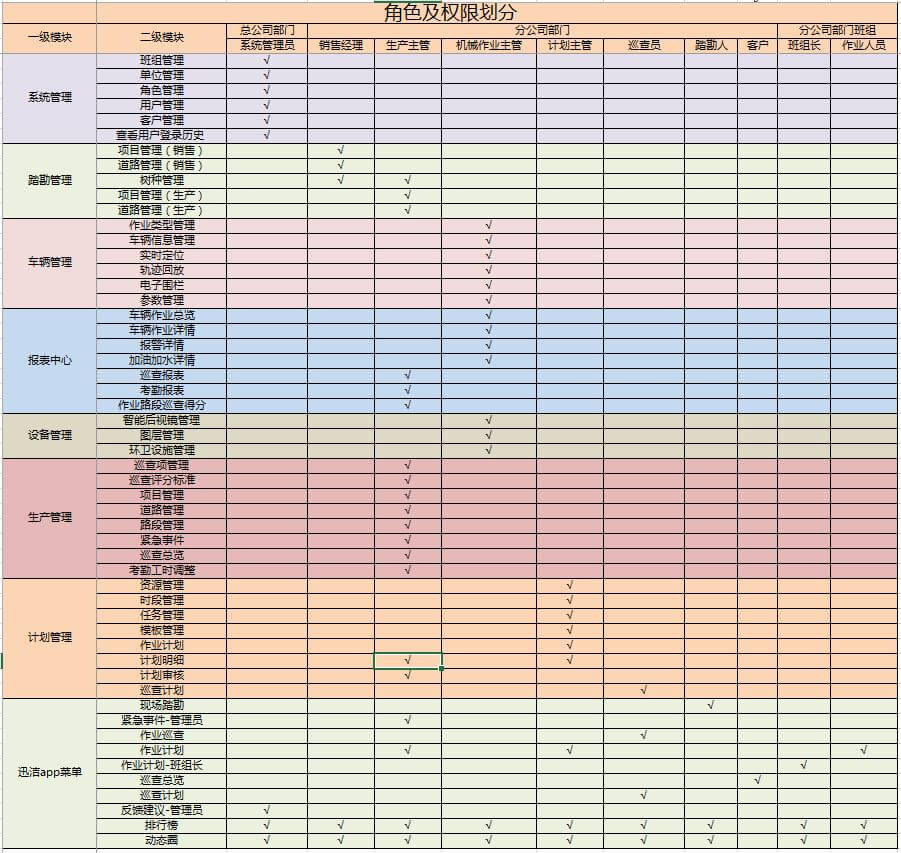 角色及权限划分
一级模块 二级模块 总公司部门 分公司部门 分公司部门班组
系统管理员 销售经理 生产主管 机械作业主管 计划主管 巡查员 踏勘人 客户 班组长 作业人员
系统管理
班组管理 √
单位管理 √
角色管理 √
用户管理 √
客户管理 √
查看用户登录历史 √
踏勘管理
项目管理（销售） √
道路管理（销售） √
树种管理 √ √
项目管理（生产） √
道路管理（生产） √
车辆管理
作业类型管理 √
车辆信息管理 √
实时定位 √
轨迹回放 √
电子围栏 √
参数管理 √
报表中心
车辆作业总览 √
车辆作业详情 √
报警详情 √
加油加水详情 √
巡查报表 √
考勤报表 √
作业路段巡查得分 √
设备管理
智能后视镜管理 √
图层管理 √
环卫设施管理 √
生产管理
巡查项管理 √
巡查评分标准 √
项目管理 √
道路管理 √
路段管理 √
紧急事件 √
巡查总览 √
考勤工时调整 √
计划管理
资源管理 √
时段管理 √
任务管理 √
模板管理 √
作业计划 √
计划明细 √ √
计划审核 √
巡查计划 √
迅洁app菜单
现场踏勘 √
紧急事件-管理员 √
作业巡查 √
作业计划 √ √ √
作业计划-班组长 √
巡查总览 √
巡查计划 √
反馈建议-管理员 √
排行榜 √ √ √ √ √ √ √ √ √
动态圈 √ √ √ √ √ √ √ √ √